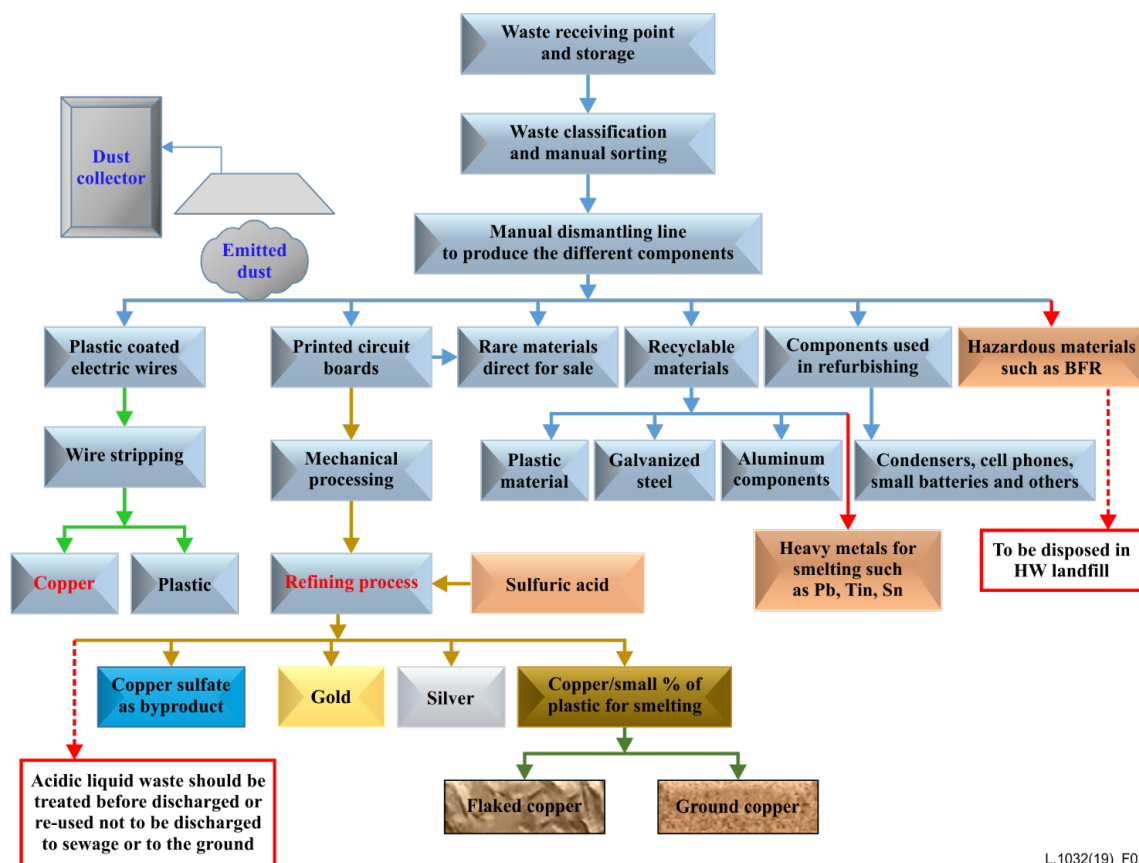 Waste receiving point
and storage
Waste classification
and manual sorting
Dust
collector
Manual dismantling line
to produce the different components
Emitted
dust
Plastic coated
electric wires
Printed circuit
boards
Rare materials
direct for sale
Recyclable
materials
Components used
in refurbishing
Hazardous materials
such as BFR
Wire stripping
Mechanical
processing
Plastic
material
Galvanized
steel
Aluminum
components
Condensers, cell phones,
small batteries and others
Copper
Plastic
Refining process
Sulfuric acid
Heavy metals for
smelting such
as Pb, Tin, Sn
To be disposed in
HW landfill
Copper sulfate
as byproduct
Gold
Silver
Copper/small % of
plastic for smelting
Acidic liquid waste should be
treated before discharged or
re-used not to be discharged
to sewage or to the ground
Flaked copper
Ground copper